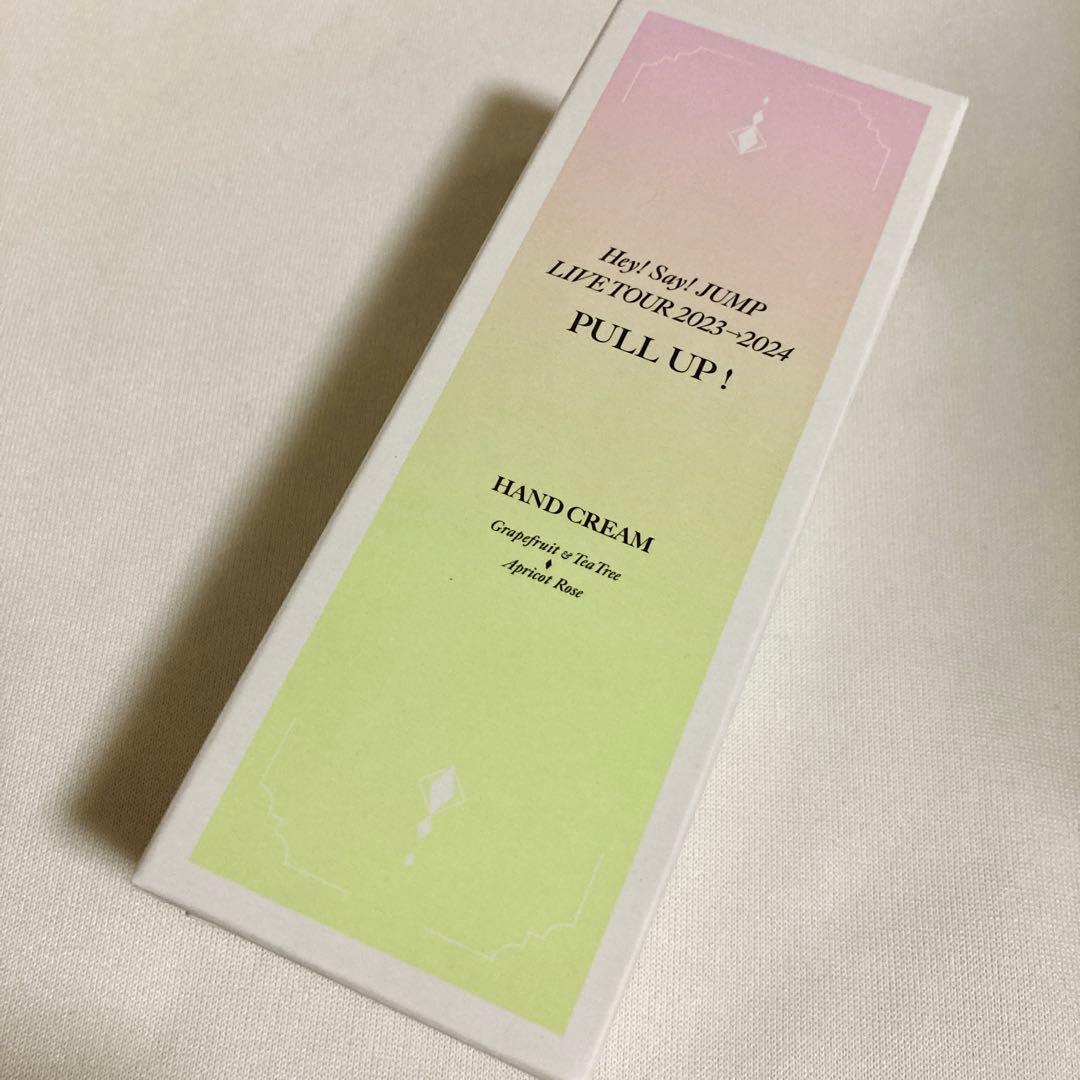 Hey! Say! JUMP
LIVE TOUR 2023→2024
PULL UP !
HAND CREAM
Grapefruit & Tea Tree
Apricot Rose